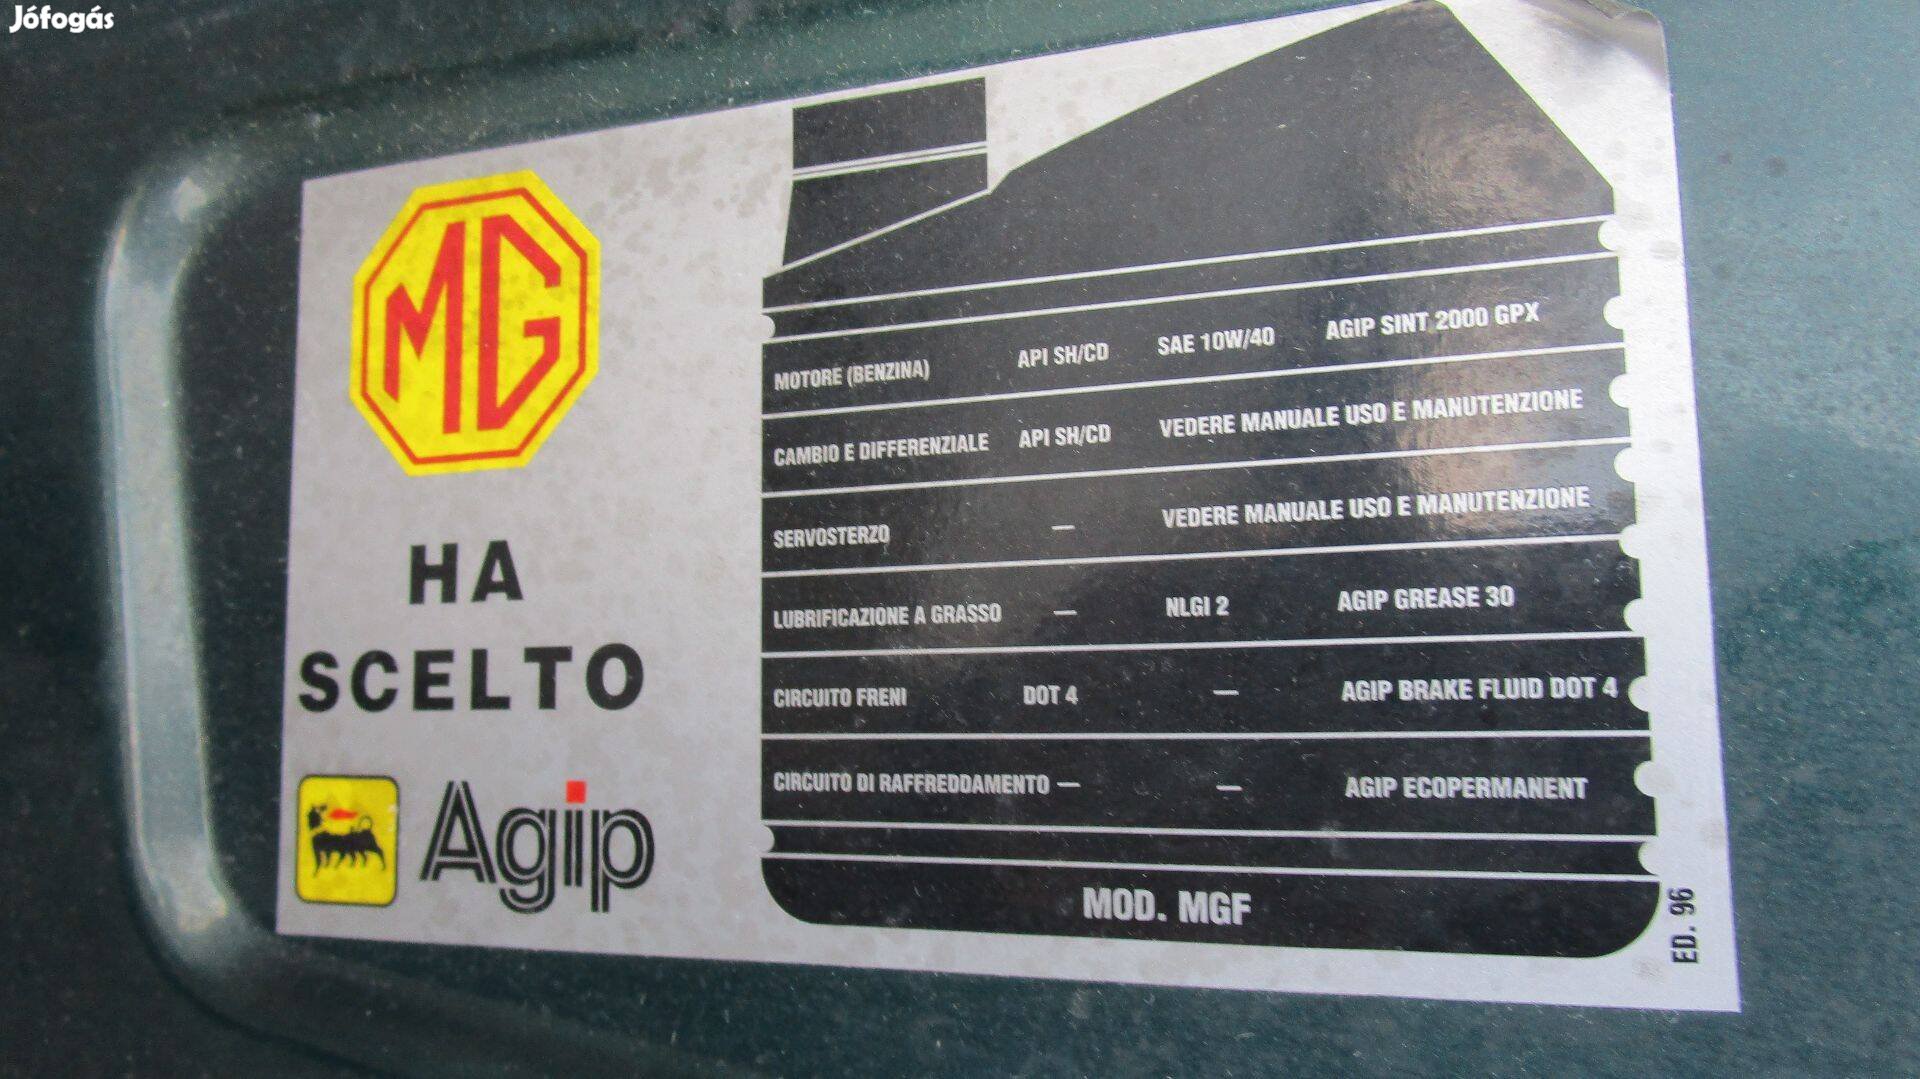 Jófogás
MG
HA
SCELTO
Agip
MOTORE (BENZINA) API SH/CD SAE 10W/40 AGIP SINT 2000 GPX
CAMBIO E DIFFERENZIALE API SH/CD VEDERE MANUALE USO E MANUTENZIONE
SERVOSTERZO — VEDERE MANUALE USO E MANUTENZIONE
LUBRIFICAZIONE A GRASSO — NLGI 2 AGIP GREASE 30
CIRCUITO FRENI DOT 4 — AGIP BRAKE FLUID DOT 4
CIRCUITO DI RAFFREDDAMENTO — — AGIP ECOPERMANENT
MOD. MGF
ED. 96